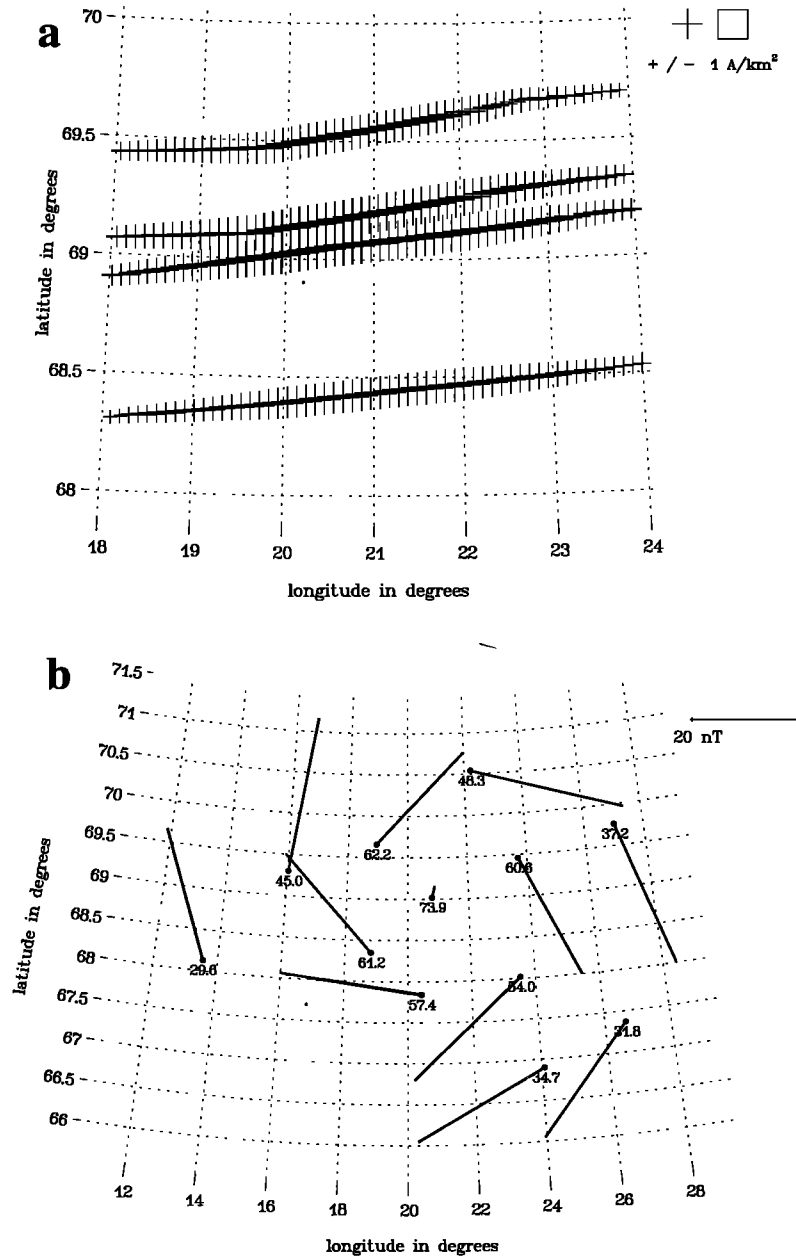 a
+ / − 1 A/km²
70
69.5
69
68.5
68
latitude in degrees
18 19 20 21 22 23 24
longitude in degrees
b
20 nT
71.5
71
70.5
70
69.5
69
68.5
68
67.5
67
66.5
66
latitude in degrees
48.3
37.2
62.2
60.6
45.0
73.9
61.2
29.6
54.0
57.4
31.8
34.7
12 14 16 18 20 22 24 26 28
longitude in degrees